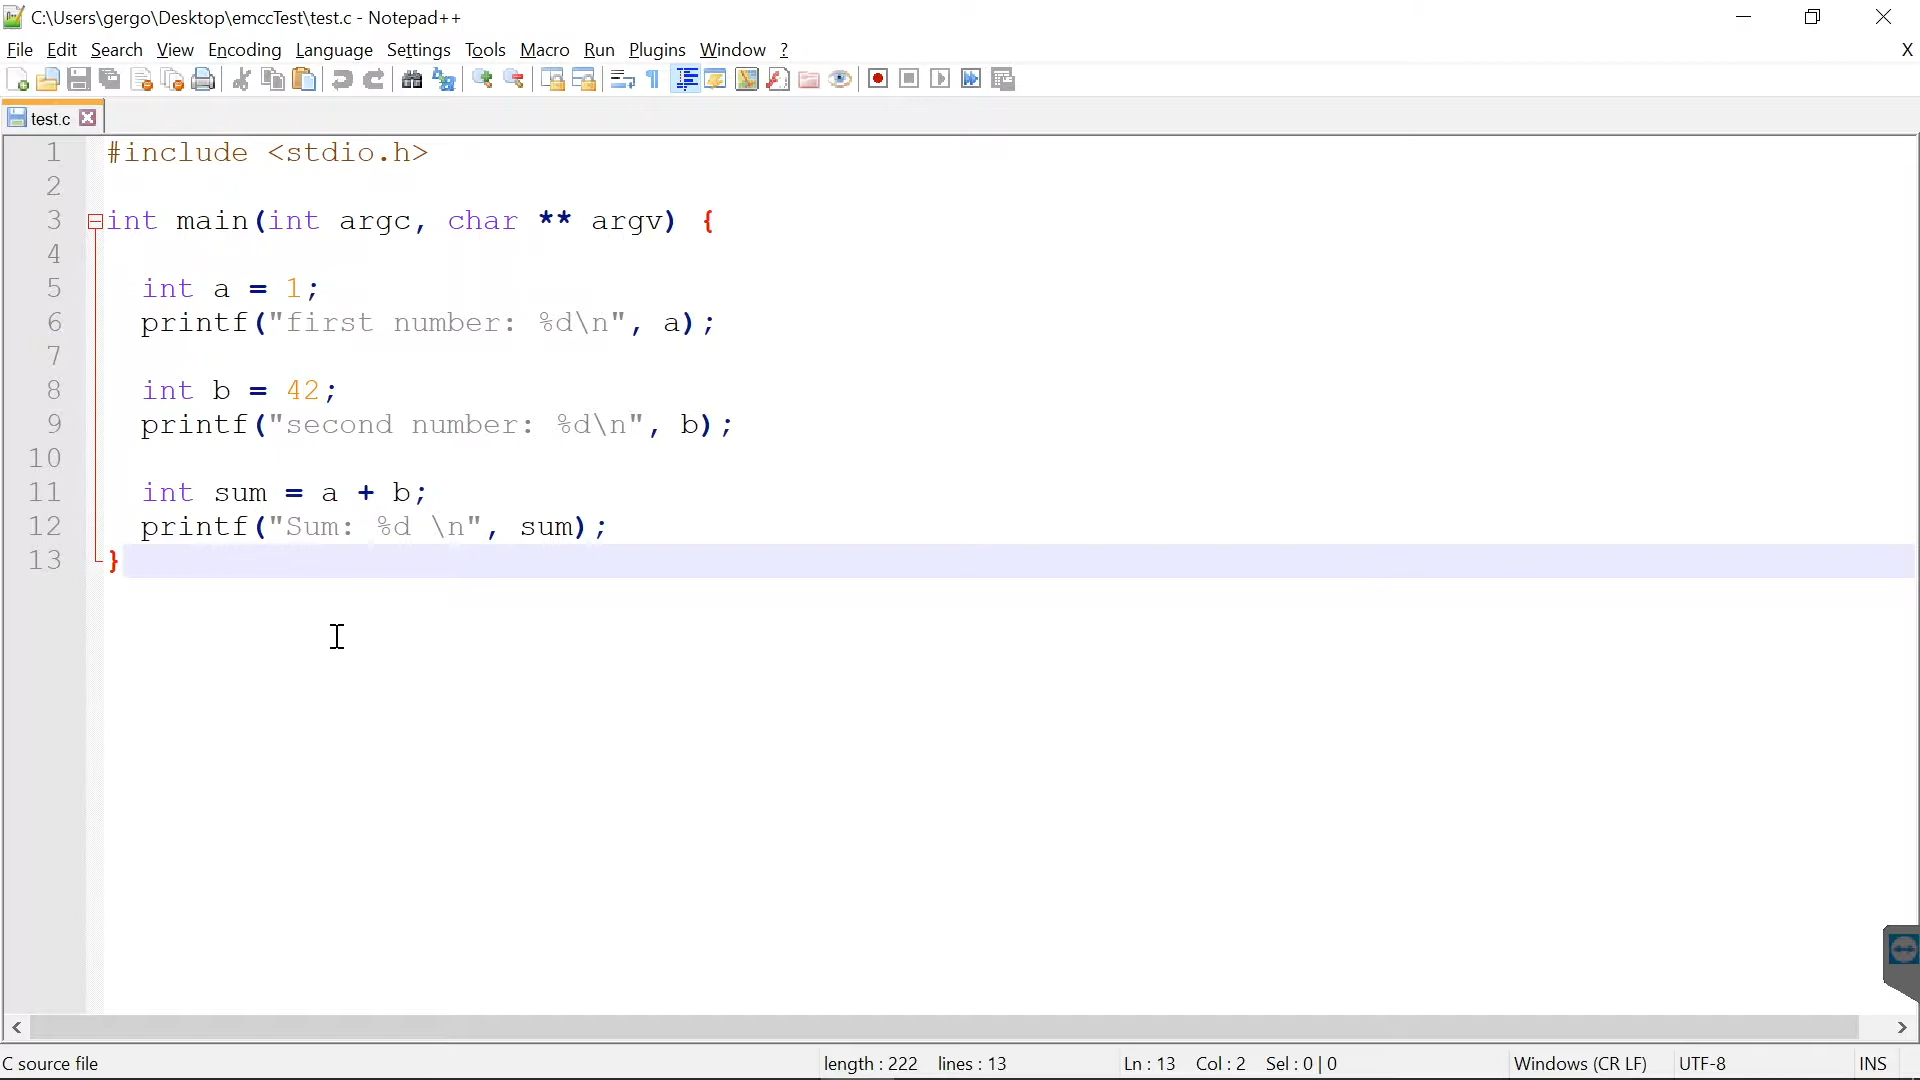 C:\Users\gergo\Desktop\emccTest\test.c - Notepad++
File Edit Search View Encoding Language Settings Tools Macro Run Plugins Window ? X
test.c
1 #include <stdio.h>
2
3 int main(int argc, char ** argv) {
4
5 int a = 1;
6 printf("first number: %d\n", a);
7
8 int b = 42;
9 printf("second number: %d\n", b);
10
11 int sum = a + b;
12 printf("Sum: %d \n", sum);
13 }
C source file length : 222 lines : 13 Ln : 13 Col : 2 Sel : 0 | 0 Windows (CR LF) UTF-8 INS